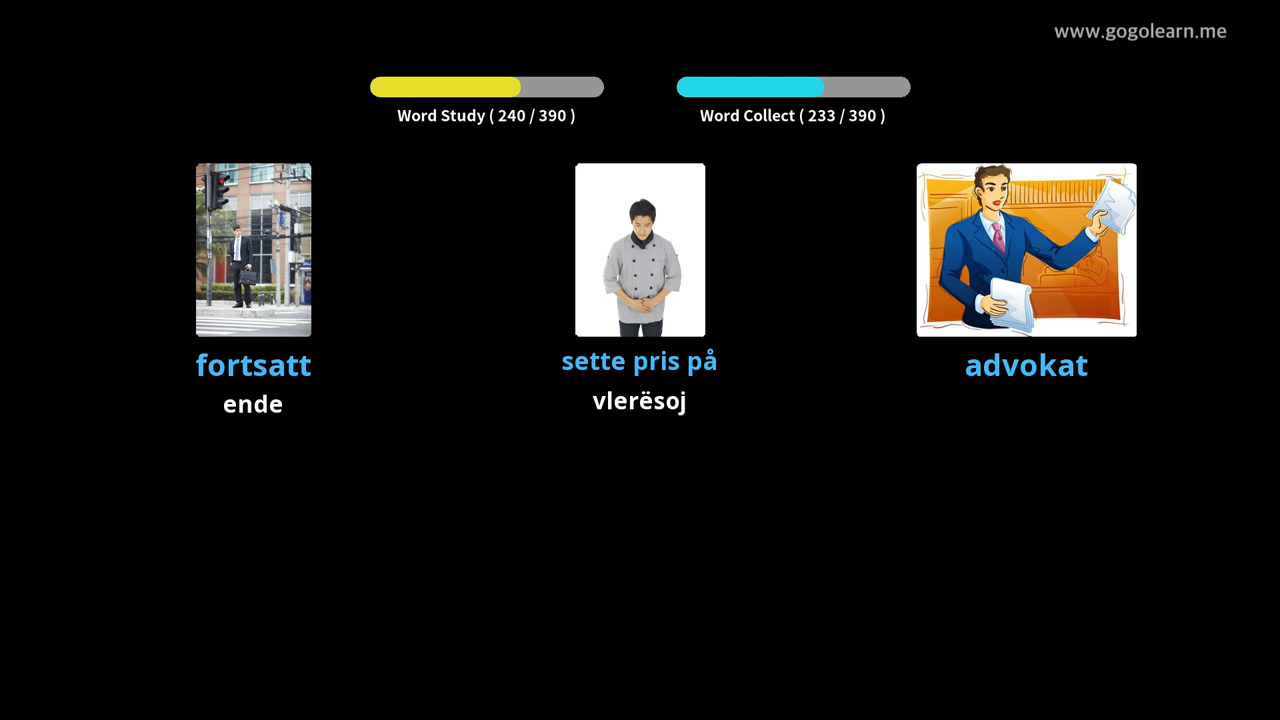 www.gogolearn.me
Word Study ( 240 / 390 )
Word Collect ( 233 / 390 )
fortsatt
ende
sette pris på
vlerësoj
advokat